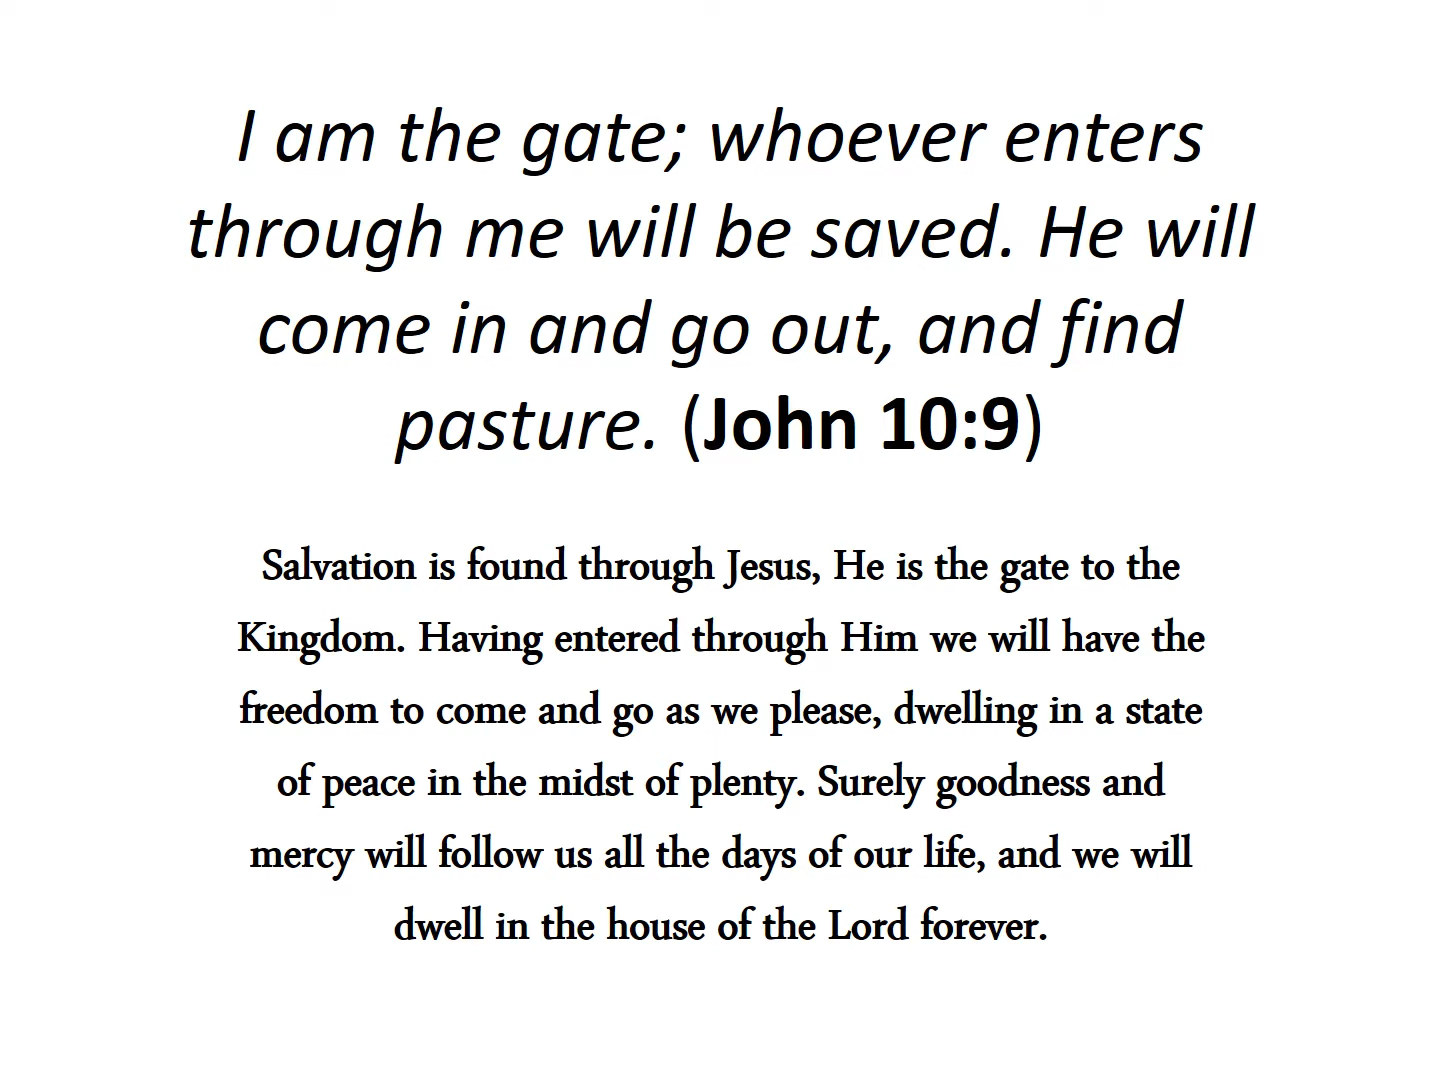 I am the gate; whoever enters
through me will be saved. He will
come in and go out, and find
pasture. (John 10:9)
Salvation is found through Jesus, He is the gate to the
Kingdom. Having entered through Him we will have the
freedom to come and go as we please, dwelling in a state
of peace in the midst of plenty. Surely goodness and
mercy will follow us all the days of our life, and we will
dwell in the house of the Lord forever.